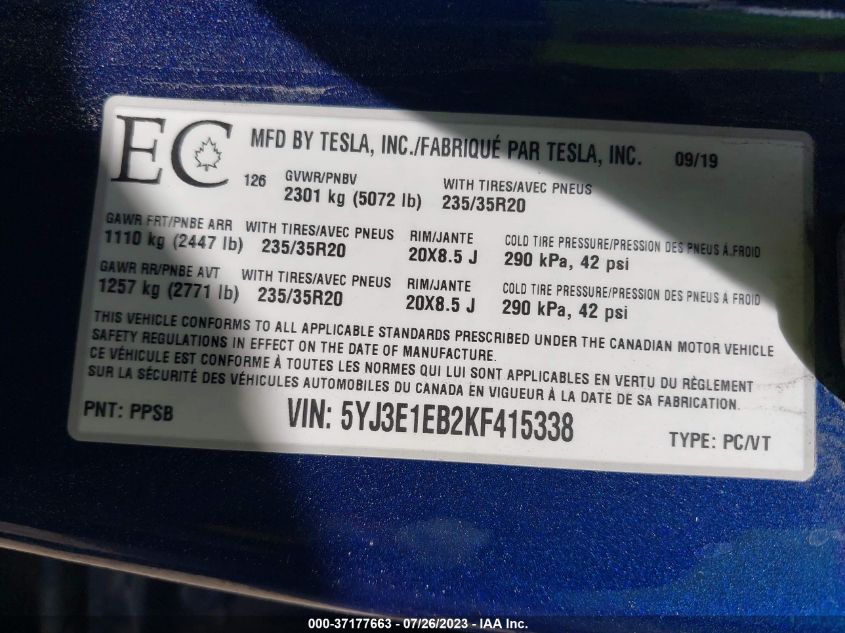 EC MFD BY TESLA, INC./FABRIQUÉ PAR TESLA, INC. 09/19
126 GVWR/PNBV WITH TIRES/AVEC PNEUS
2301 kg (5072 lb) 235/35R20
GAWR FRT/PNBE ARR WITH TIRES/AVEC PNEUS RIM/JANTE COLD TIRE PRESSURE/PRESSION DES PNEUS À FROID
1110 kg (2447 lb) 235/35R20 20X8.5 J 290 kPa, 42 psi
GAWR RR/PNBE AVT WITH TIRES/AVEC PNEUS RIM/JANTE COLD TIRE PRESSURE/PRESSION DES PNEUS À FROID
1257 kg (2771 lb) 235/35R20 20X8.5 J 290 kPa, 42 psi
THIS VEHICLE CONFORMS TO ALL APPLICABLE STANDARDS PRESCRIBED UNDER THE CANADIAN MOTOR VEHICLE
SAFETY REGULATIONS IN EFFECT ON THE DATE OF MANUFACTURE.
CE VÉHICULE EST CONFORME À TOUTES LES NORMES QUI LUI SONT APPLICABLES EN VERTU DU RÈGLEMENT
SUR LA SÉCURITÉ DES VÉHICULES AUTOMOBILES DU CANADA EN VIGUEUR À LA DATE DE SA FABRICATION.
PNT: PPSB VIN: 5YJ3E1EB2KF415338 TYPE: PC/VT
000-37177663 - 07/26/2023 - IAA Inc.